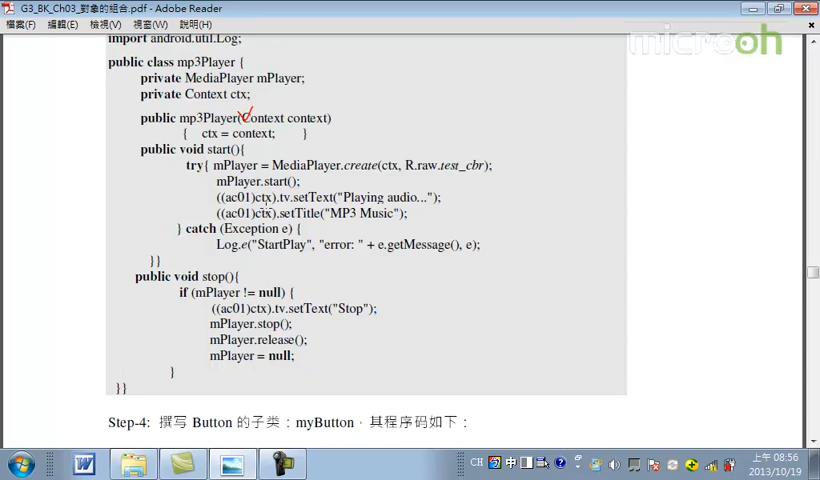 G3_BK_Ch03_對象的組合.pdf - Adobe Reader
檔案(F) 編輯(E) 檢視(V) 視窗(W) 說明(H)
microoh
import android.util.Log;
public class mp3Player {
private MediaPlayer mPlayer;
private Context ctx;
public mp3Player(Context context)
{ ctx = context; }
public void start(){
try{ mPlayer = MediaPlayer.create(ctx, R.raw.test_cbr);
mPlayer.start();
((ac01)ctx).tv.setText("Playing audio...");
((ac01)ctx).setTitle("MP3 Music");
} catch (Exception e) {
Log.e("StartPlay", "error: " + e.getMessage(), e);
}}
public void stop(){
if (mPlayer != null) {
((ac01)ctx).tv.setText("Stop");
mPlayer.stop();
mPlayer.release();
mPlayer = null;
}
}}
Step-4: 撰写 Button 的子类：myButton，其程序码如下：
CH 中 上午 08:56
2013/10/19